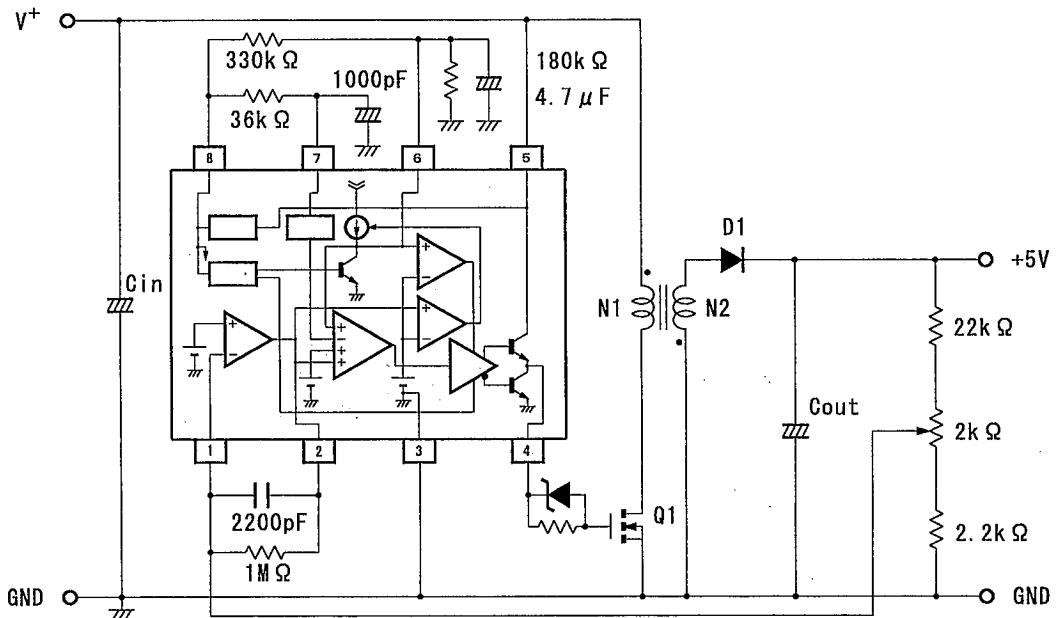 V+
330kΩ
1000pF
180kΩ
4.7μF
36kΩ
8
7
6
5
D1
+5V
Cin
N1
N2
22kΩ
+
−
+
−
+
−
+
−
+
+
Cout
2kΩ
1
2
3
4
2200pF
Q1
2.2kΩ
1MΩ
GND
GND